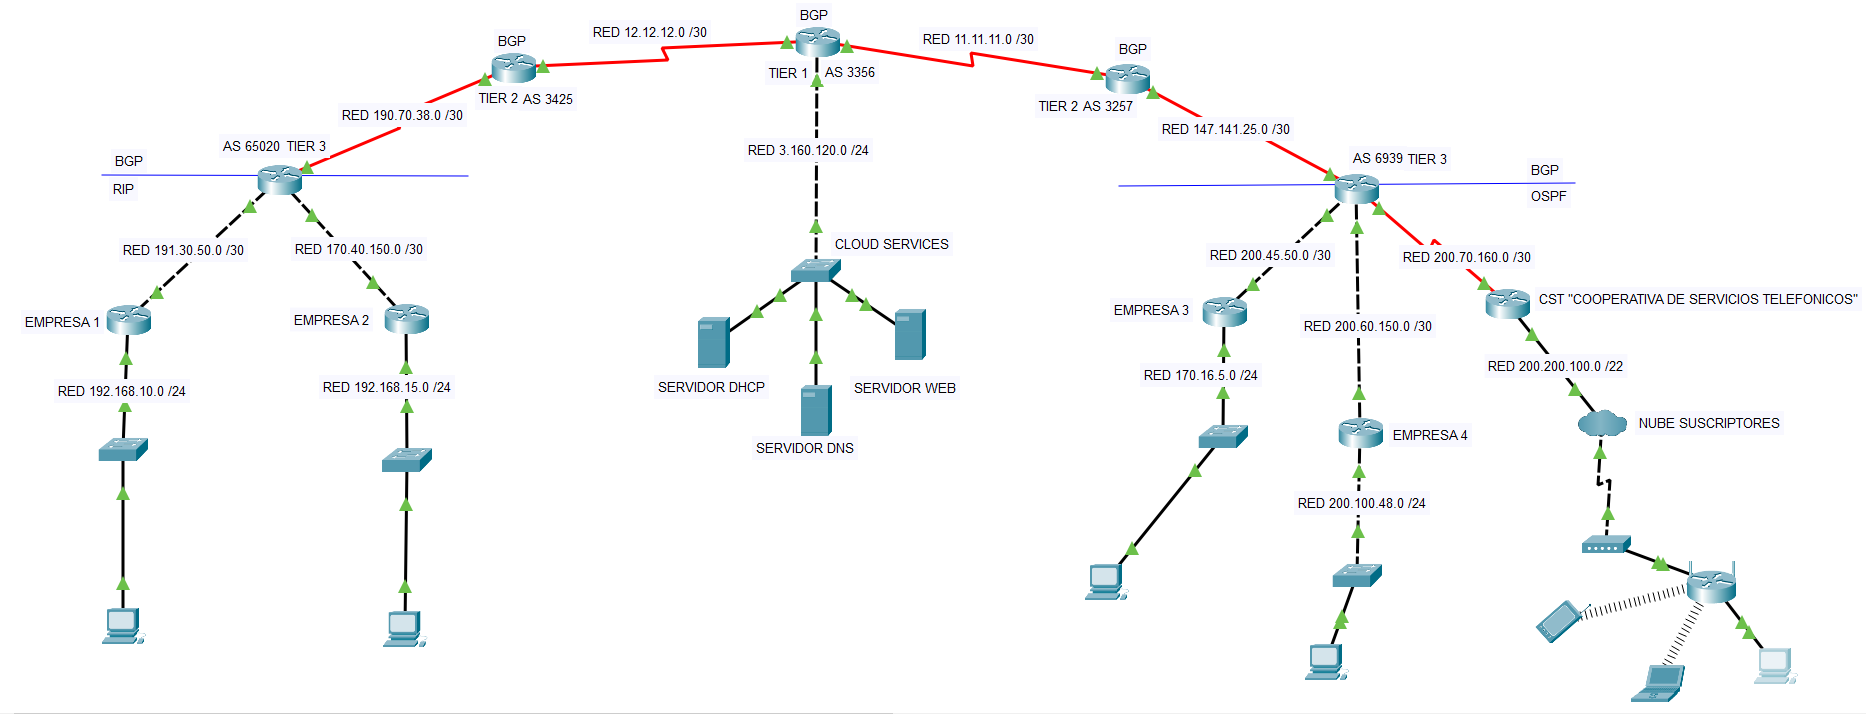 BGP
RED 12.12.12.0 /30
BGP
RED 11.11.11.0 /30
BGP
TIER 1
AS 3356
TIER 2 AS 3425
TIER 2 AS 3257
RED 190.70.38.0 /30
RED 147.141.25.0 /30
AS 65020 TIER 3
RED 3.160.120.0 /24
AS 6939 TIER 3
BGP
RIP
BGP
OSPF
RED 191.30.50.0 /30
RED 170.40.150.0 /30
CLOUD SERVICES
RED 200.45.50.0 /30
RED 200.70.160.0 /30
CST "COOPERATIVA DE SERVICIOS TELEFONICOS"
EMPRESA 1
EMPRESA 2
EMPRESA 3
RED 200.60.150.0 /30
RED 192.168.10.0 /24
RED 192.168.15.0 /24
SERVIDOR DHCP
SERVIDOR WEB
SERVIDOR DNS
RED 170.16.5.0 /24
RED 200.200.100.0 /22
NUBE SUSCRIPTORES
EMPRESA 4
RED 200.100.48.0 /24